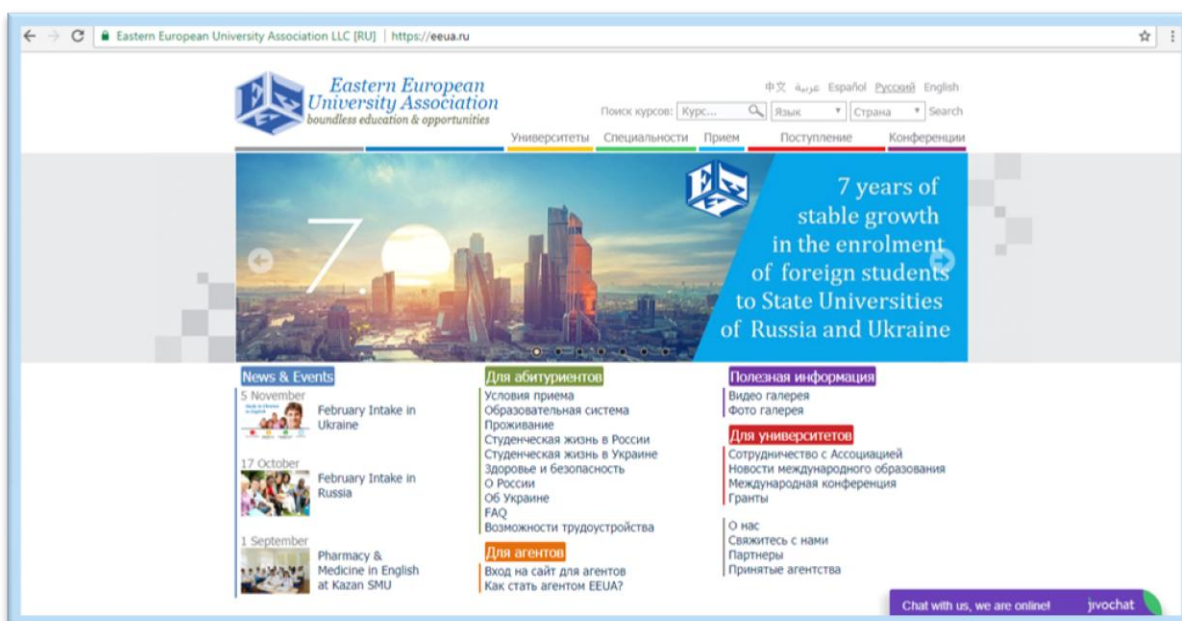 Eastern European University Association LLC [RU] | https://eeua.ru
Eastern European
University Association
boundless education & opportunities
中文 عربية Español Русский English
Поиск курсов: Курс... Язык Страна Search
Университеты Специальности Прием Поступление Конференции
7.
7 years of
stable growth
in the enrolment
of foreign students
to State Universities
of Russia and Ukraine
News & Events
5 November
February Intake in
Ukraine
17 October
February Intake in
Russia
1 September
Pharmacy &
Medicine in English
at Kazan SMU
Для абитуриентов
Условия приема
Образовательная система
Проживание
Студенческая жизнь в России
Студенческая жизнь в Украине
Здоровье и безопасность
О России
Об Украине
FAQ
Возможности трудоустройства
Для агентов
Вход на сайт для агентов
Как стать агентом EEUA?
Полезная информация
Видео галерея
Фото галерея
Для университетов
Сотрудничество с Ассоциацией
Новости международного образования
Международная конференция
Гранты
О нас
Свяжитесь с нами
Партнеры
Принятые агентства
Chat with us, we are online! jivochat